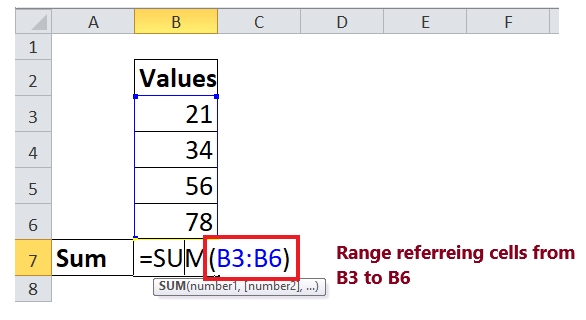 A B C D E F
1
2 Values
3 21
4 34
5 56
6 78
7 Sum =SUM(B3:B6)
8
SUM(number1, [number2], ...)
Range referreing cells from
B3 to B6